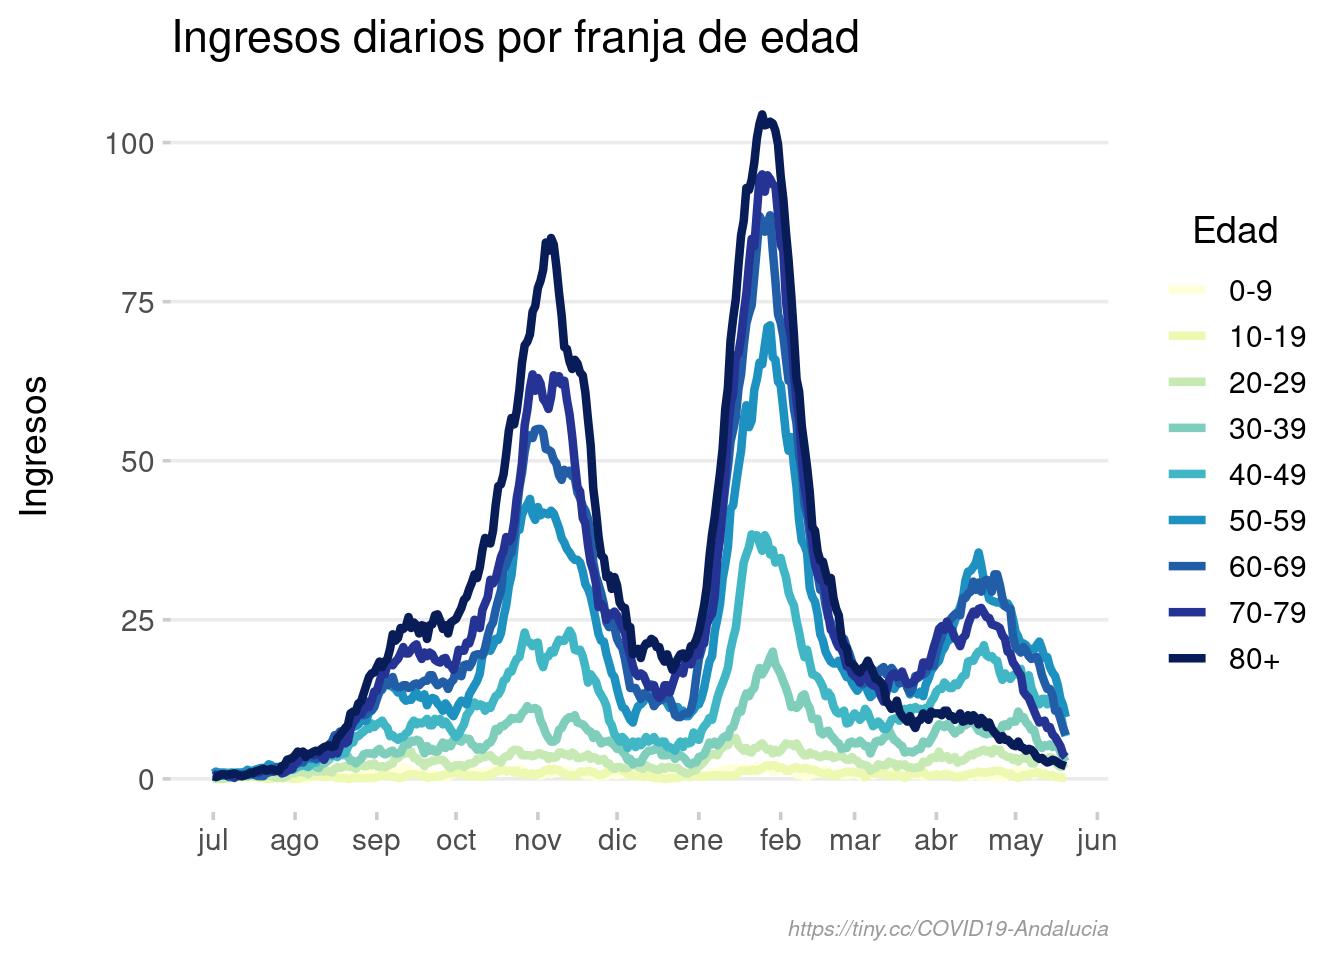 Ingresos diarios por franja de edad
Ingresos
100
75
50
25
0
jul ago sep oct nov dic ene feb mar abr may jun
Edad
0-9
10-19
20-29
30-39
40-49
50-59
60-69
70-79
80+
https://tiny.cc/COVID19-Andalucia